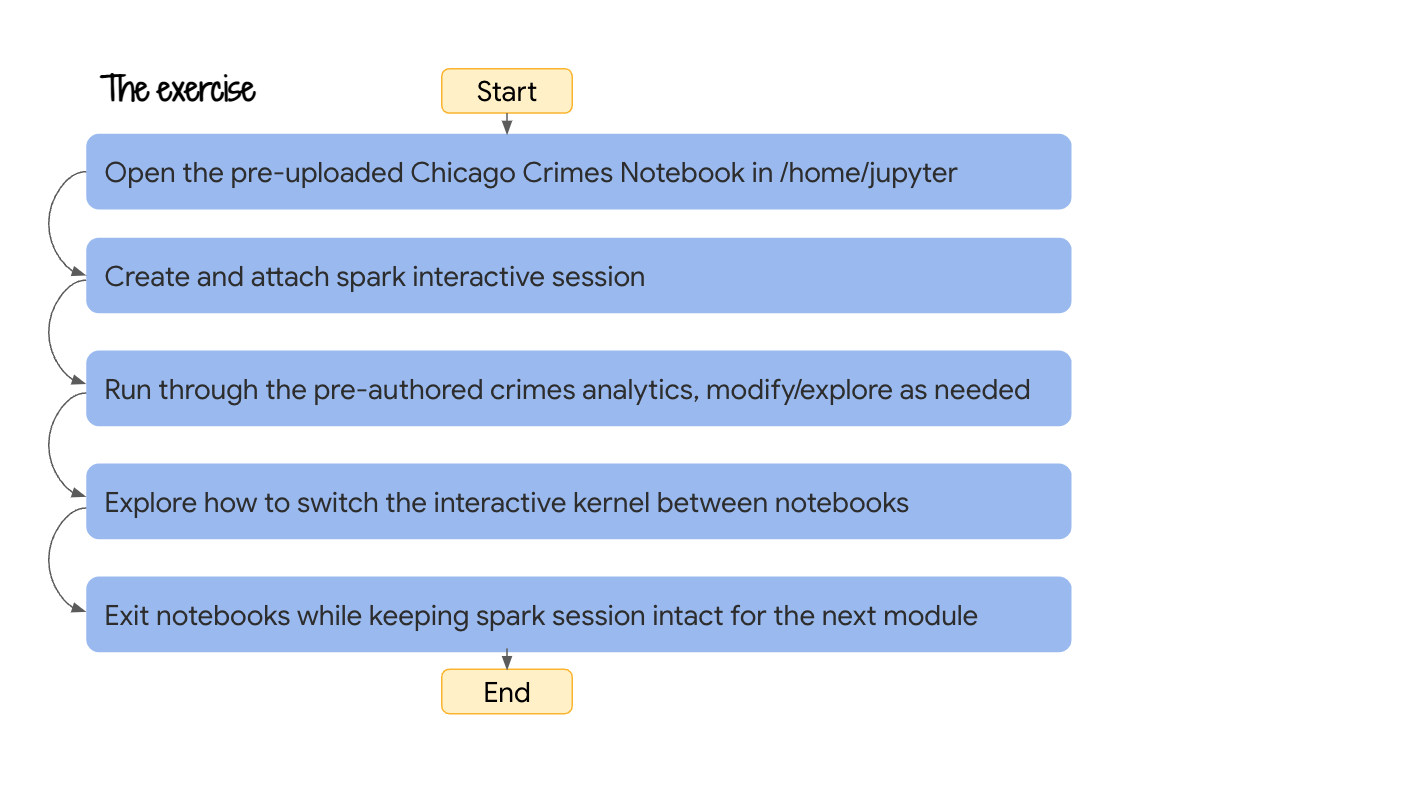 The exercise
Start
Open the pre-uploaded Chicago Crimes Notebook in /home/jupyter
Create and attach spark interactive session
Run through the pre-authored crimes analytics, modify/explore as needed
Explore how to switch the interactive kernel between notebooks
Exit notebooks while keeping spark session intact for the next module
End